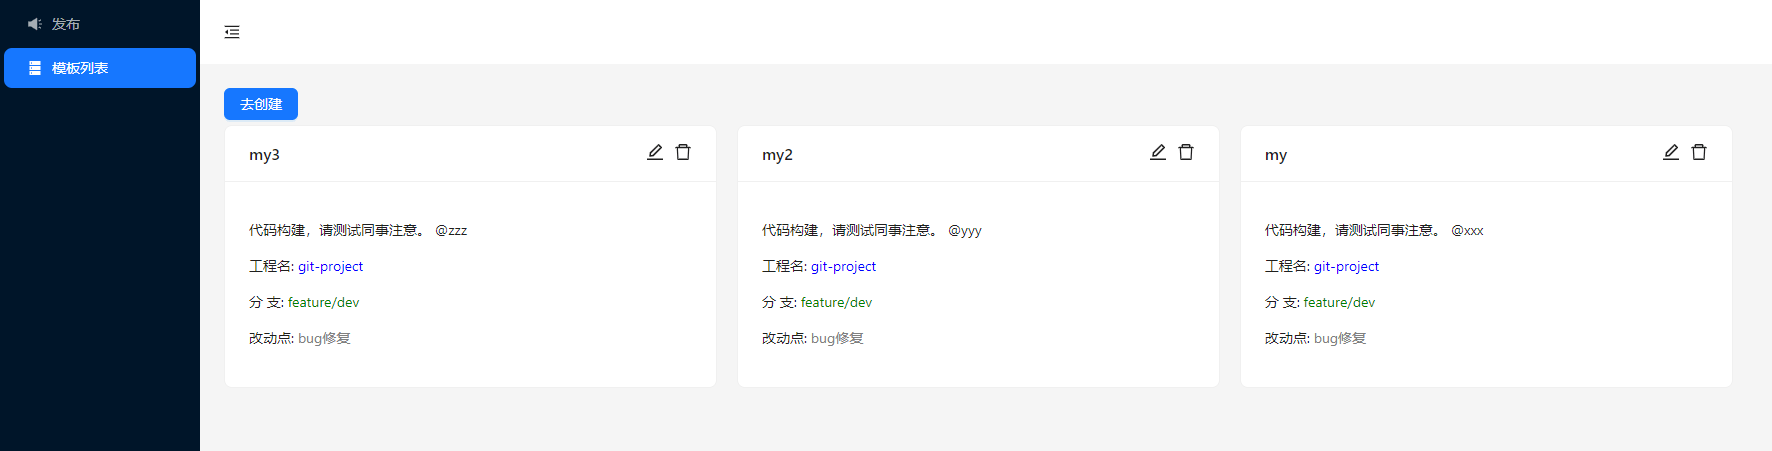 发布
模板列表
去创建
my3
代码构建，请测试同事注意。 @zzz
工程名: git-project
分 支: feature/dev
改动点: bug修复
my2
代码构建，请测试同事注意。 @yyy
工程名: git-project
分 支: feature/dev
改动点: bug修复
my
代码构建，请测试同事注意。 @xxx
工程名: git-project
分 支: feature/dev
改动点: bug修复